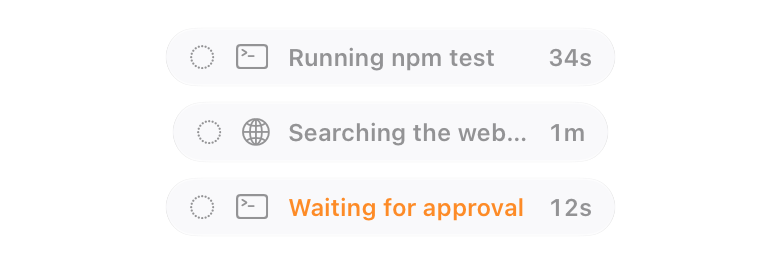 Running npm test 34s
Searching the web... 1m
Waiting for approval 12s